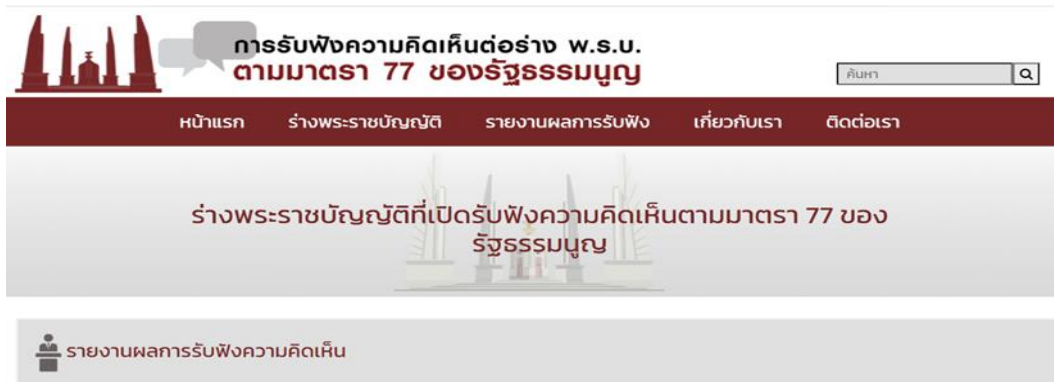 การรับฟังความคิดเห็นต่อร่าง พ.ร.บ.
ตามมาตรา 77 ของรัฐธรรมนูญ
ค้นหา
หน้าแรก ร่างพระราชบัญญัติ รายงานผลการรับฟัง เกี่ยวกับเรา ติดต่อเรา
ร่างพระราชบัญญัติที่เปิดรับฟังความคิดเห็นตามมาตรา 77 ของ
รัฐธรรมนูญ
รายงานผลการรับฟังความคิดเห็น